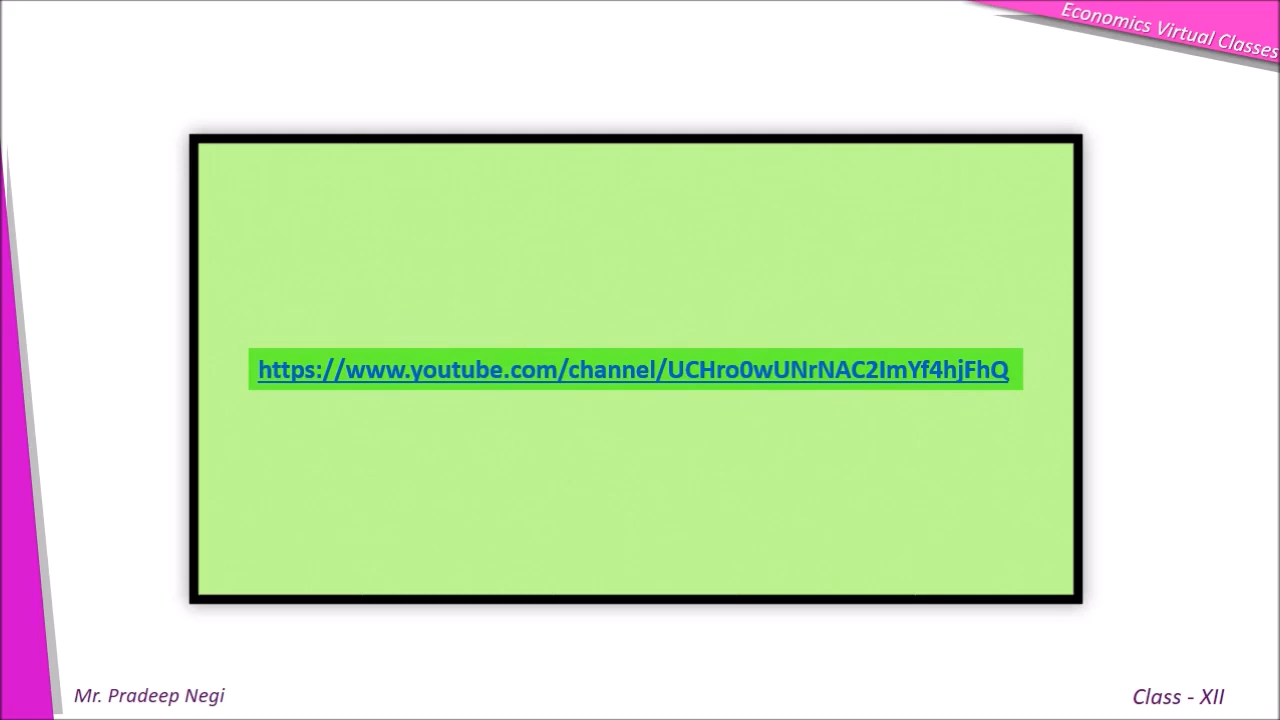 Economics Virtual Classes
https://www.youtube.com/channel/UCHro0wUNrNAC2ImYf4hjFhQ
Mr. Pradeep Negi
Class - XII